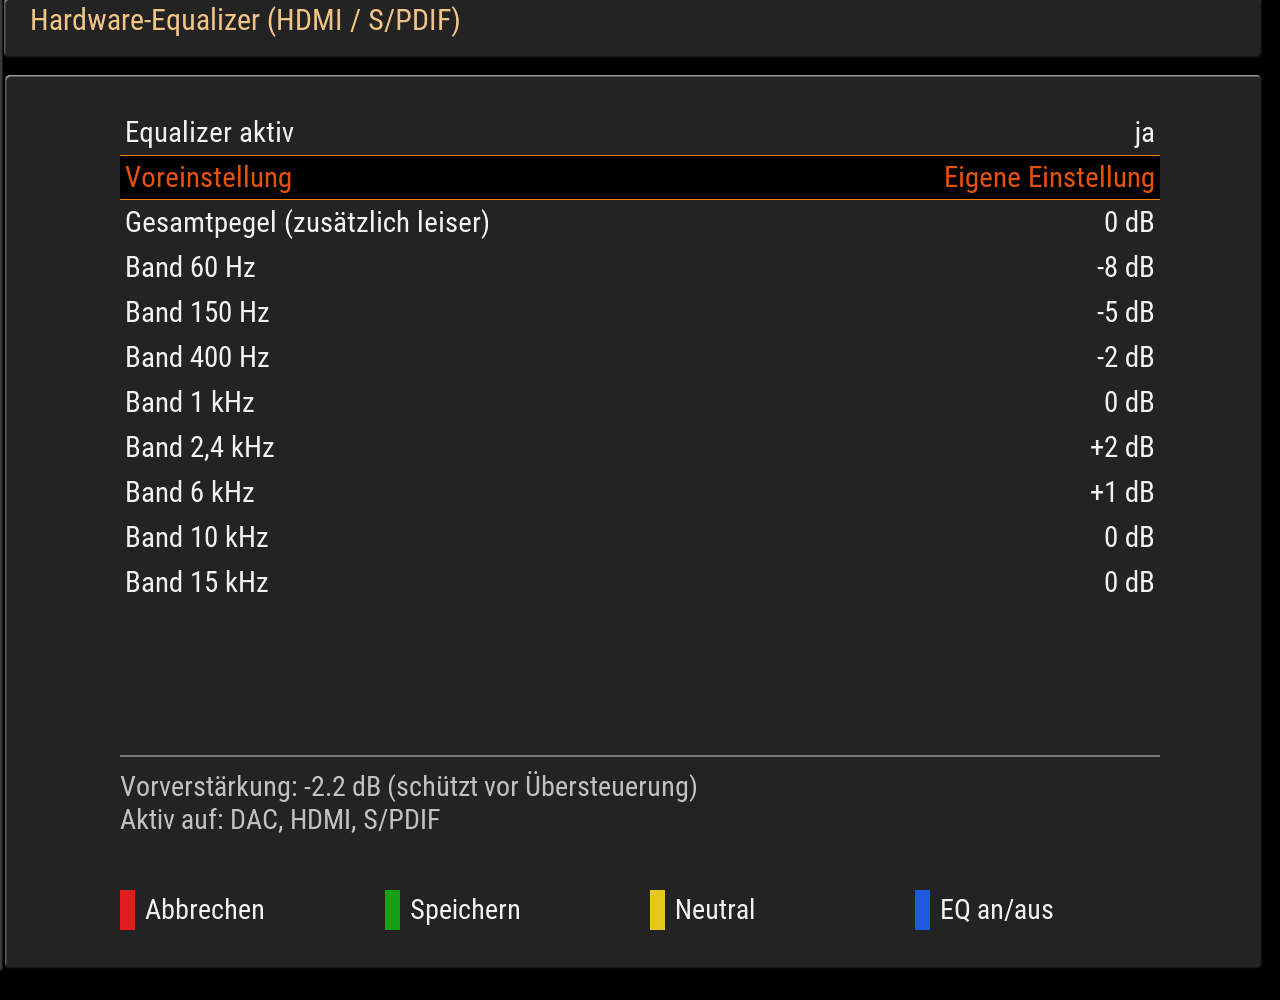 Hardware-Equalizer (HDMI / S/PDIF)
Equalizer aktiv ja
Voreinstellung Eigene Einstellung
Gesamtpegel (zusätzlich leiser) 0 dB
Band 60 Hz -8 dB
Band 150 Hz -5 dB
Band 400 Hz -2 dB
Band 1 kHz 0 dB
Band 2,4 kHz +2 dB
Band 6 kHz +1 dB
Band 10 kHz 0 dB
Band 15 kHz 0 dB
Vorverstärkung: -2.2 dB (schützt vor Übersteuerung)
Aktiv auf: DAC, HDMI, S/PDIF
Abbrechen Speichern Neutral EQ an/aus